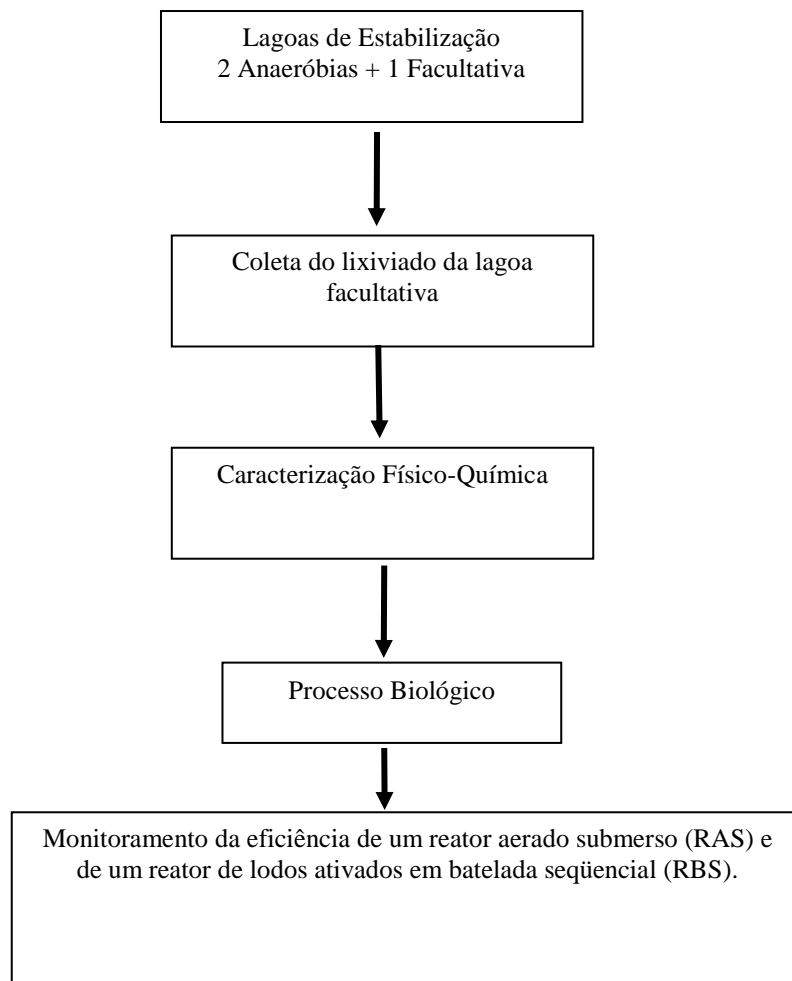 Lagoas de Estabilização
2 Anaeróbias + 1 Facultativa
Coleta do lixiviado da lagoa
facultativa
Caracterização Físico-Química
Processo Biológico
Monitoramento da eficiência de um reator aerado submerso (RAS) e
de um reator de lodos ativados em batelada seqüencial (RBS).